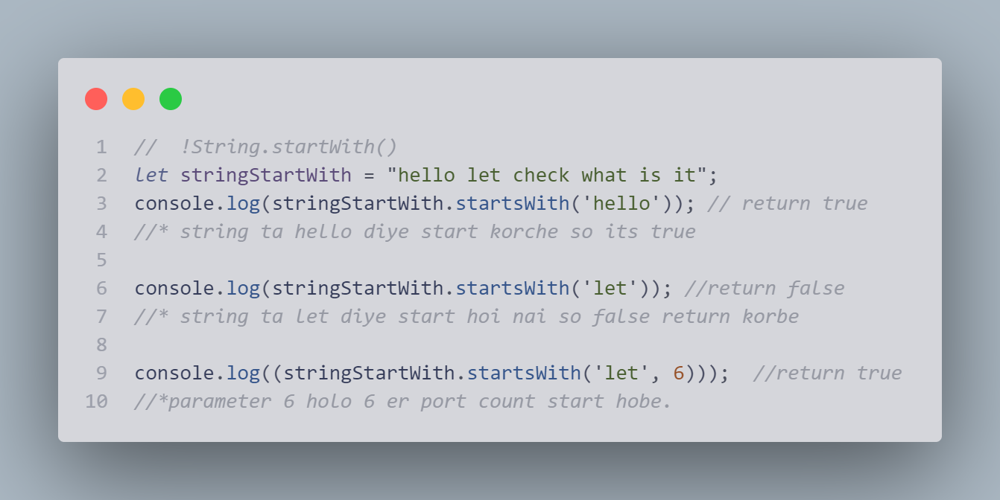 1 //  !String.startWith()
2 let stringStartWith = "hello let check what is it";
3 console.log(stringStartWith.startsWith('hello')); // return true
4 //* string ta hello diye start korche so its true
5
6 console.log(stringStartWith.startsWith('let')); //return false
7 //* string ta let diye start hoi nai so false return korbe
8
9 console.log((stringStartWith.startsWith('let', 6)));  //return true
10 //*parameter 6 holo 6 er port count start hobe.